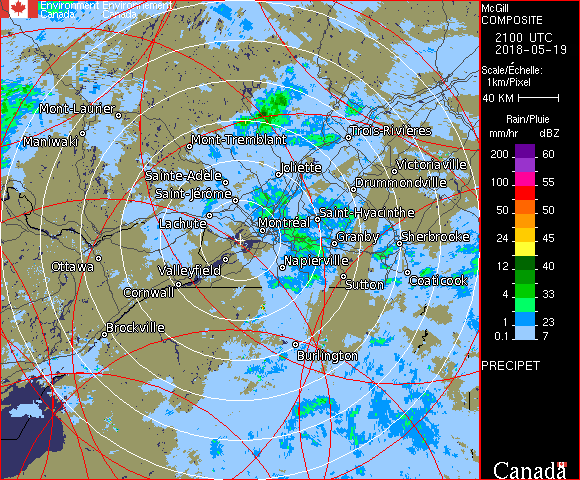 Environment Environnement
Canada Canada
McGill
COMPOSITE
2100 UTC
2018-05-19
Scale/Échelle:
1km/Pixel
40 KM
Rain/Pluie
mm/hr dBZ
200 60
100 55
50 50
24 45
12 40
4 33
1 23
0.1 7
PRECIPET
Canada
Mont-Laurier
Maniwaki
Mont-Tremblant
Trois-Rivières
Sainte-Adèle
Joliette
Victoriaville
Saint-Jérôme
Drummondville
Lachute
Montréal
Saint-Hyacinthe
Granby
Sherbrooke
Ottawa
Valleyfield
Napierville
Cornwall
Sutton
Coaticook
Brockville
Burlington